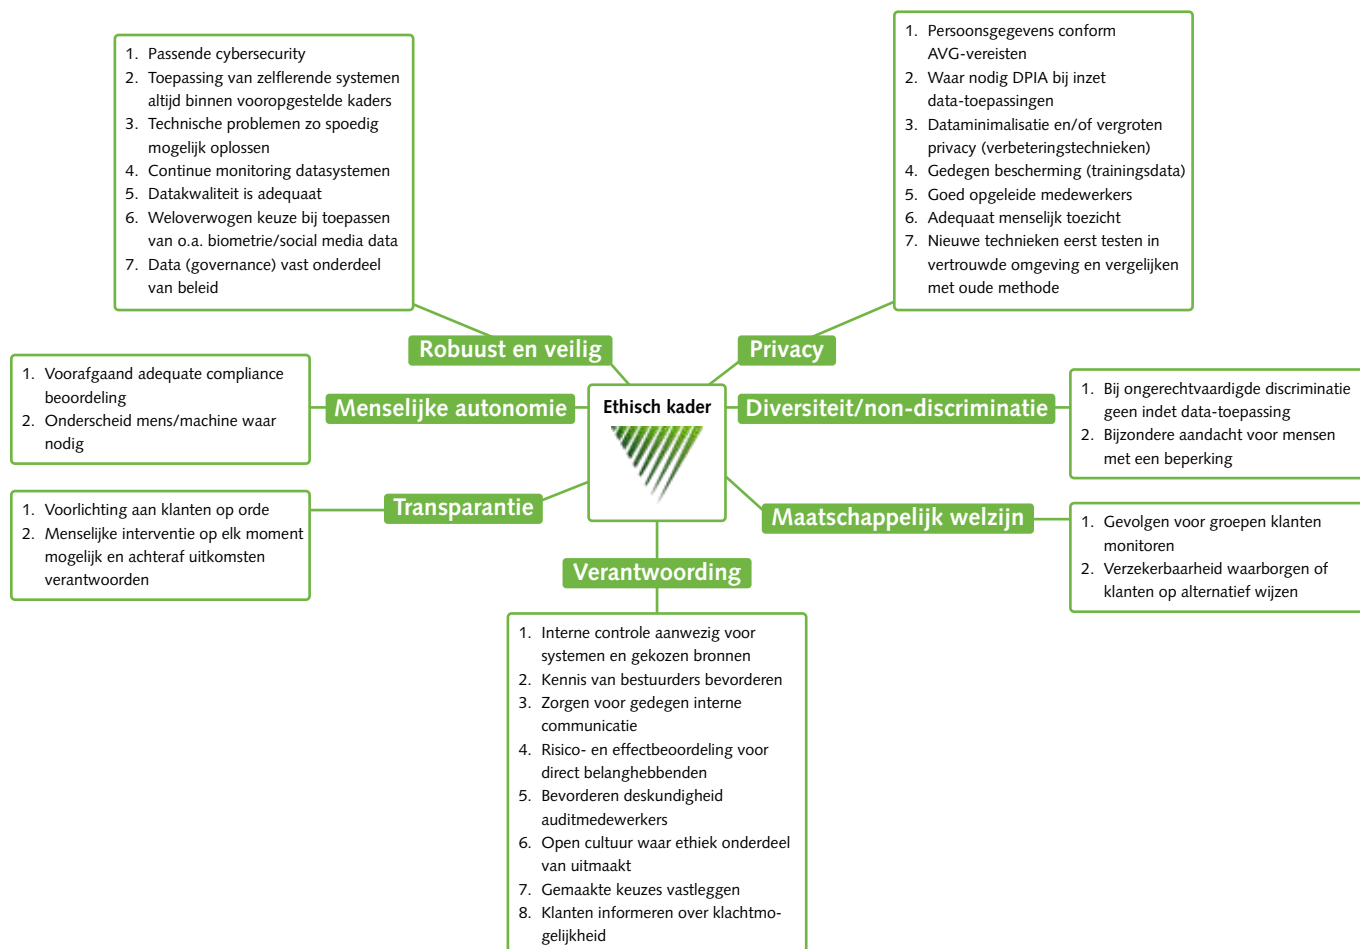 1. Passende cybersecurity
2. Toepassing van zelflerende systemen
altijd binnen vooropgestelde kaders
3. Technische problemen zo spoedig
mogelijk oplossen
4. Continue monitoring datasystemen
5. Datakwaliteit is adequaat
6. Weloverwogen keuze bij toepassen
van o.a. biometrie/social media data
7. Data (governance) vast onderdeel
van beleid
1. Persoonsgegevens conform
AVG-vereisten
2. Waar nodig DPIA bij inzet
data-toepassingen
3. Dataminimalisatie en/of vergroten
privacy (verbeteringstechnieken)
4. Gedegen bescherming (trainingsdata)
5. Goed opgeleide medewerkers
6. Adequaat menselijk toezicht
7. Nieuwe technieken eerst testen in
vertrouwde omgeving en vergelijken
met oude methode
Robuust en veilig
Privacy
1. Voorafgaand adequate compliance
beoordeling
2. Onderscheid mens/machine waar
nodig
Menselijke autonomie
Ethisch kader
Diversiteit/non-discriminatie
1. Bij ongerechtvaardigde discriminatie
geen indet data-toepassing
2. Bijzondere aandacht voor mensen
met een beperking
1. Voorlichting aan klanten op orde
2. Menselijke interventie op elk moment
mogelijk en achteraf uitkomsten
verantwoorden
Transparantie
Maatschappelijk welzijn
1. Gevolgen voor groepen klanten
monitoren
2. Verzekerbaarheid waarborgen of
klanten op alternatief wijzen
Verantwoording
1. Interne controle aanwezig voor
systemen en gekozen bronnen
2. Kennis van bestuurders bevorderen
3. Zorgen voor gedegen interne
communicatie
4. Risico- en effectbeoordeling voor
direct belanghebbenden
5. Bevorderen deskundigheid
auditmedewerkers
6. Open cultuur waar ethiek onderdeel
van uitmaakt
7. Gemaakte keuzes vastleggen
8. Klanten informeren over klachtmo-
gelijkheid